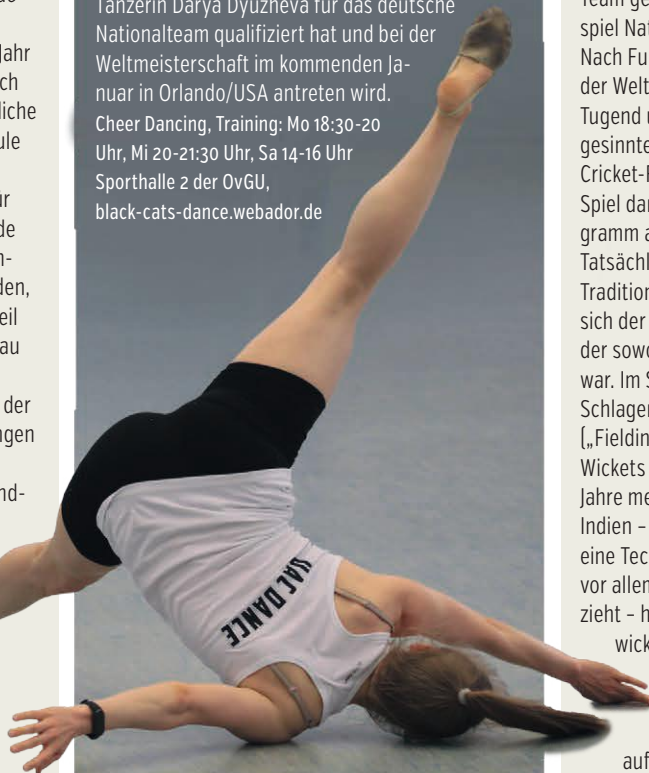 Jahr
ch
liche
ule
ür
de
n-
den,
eil
au
der
ngen
nd-
Tänzerin Darya Dyuzheva für das deutsche
Nationalteam qualifiziert hat und bei der
Weltmeisterschaft im kommenden Ja-
nuar in Orlando/USA antreten wird.
Cheer Dancing, Training: Mo 18:30-20
Uhr, Mi 20-21:30 Uhr, Sa 14-16 Uhr
Sporthalle 2 der OvGU,
black-cats-dance.webador.de
UAC DANCE
Team ge
spiel Nat
Nach Fu
der Welt
Tugend u
gesinnte
Cricket-F
Spiel dar
gramm a
Tatsächl
Tradition
sich der
der sowo
war. Im S
Schlager
(„Fieldin
Wickets
Jahre me
Indien –
eine Tec
vor allen
zieht – h
wick
auf